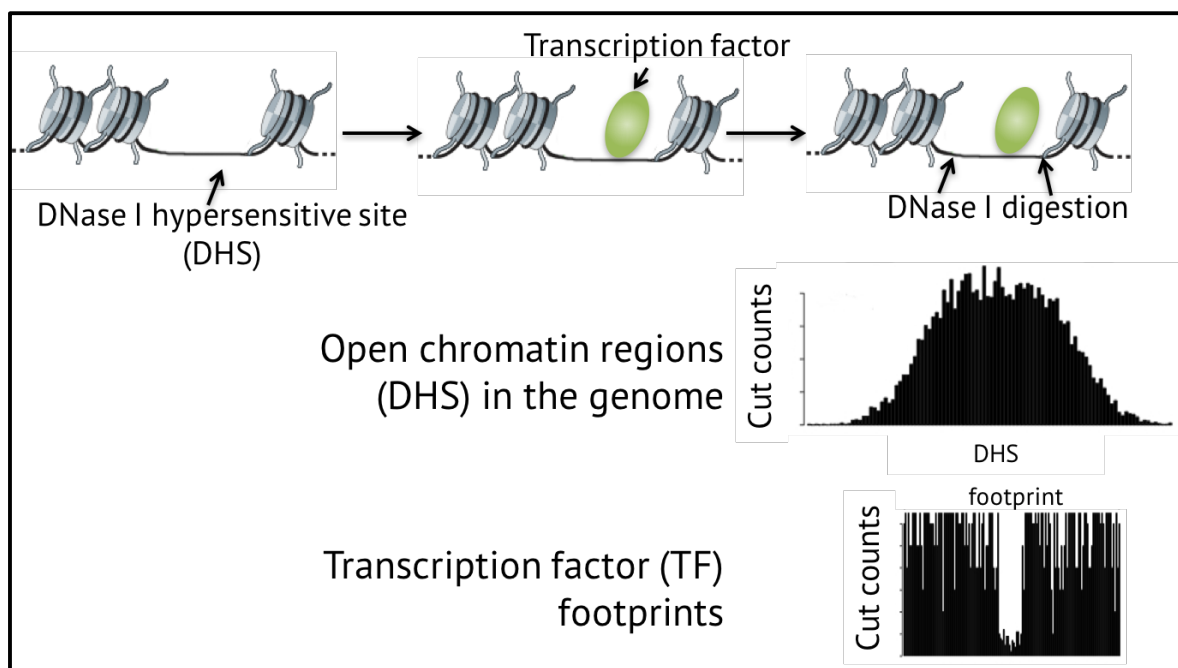 Transcription factor
DNase I hypersensitive site
(DHS)
DNase I digestion
Open chromatin regions
(DHS) in the genome
Cut counts
DHS
footprint
Transcription factor (TF)
footprints
Cut counts